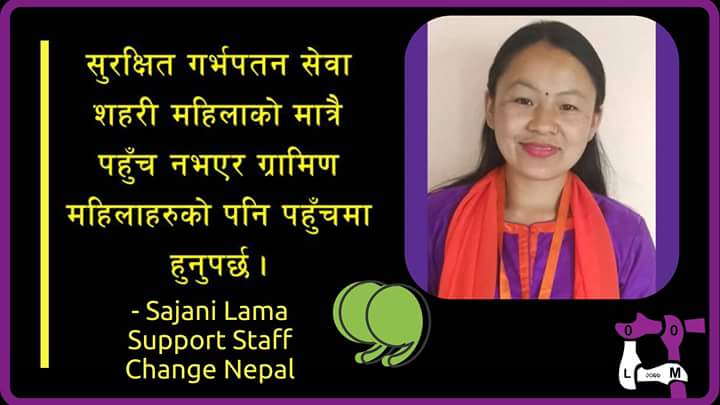 सुरक्षित गर्भपतन सेवा
शहरी महिलाको मात्रै
पहुँच नभएर ग्रामिण
महिलाहरुको पनि पहुँचमा
हुनुपर्छ ।
- Sajani Lama
Support Staff
Change Nepal
O O
L M